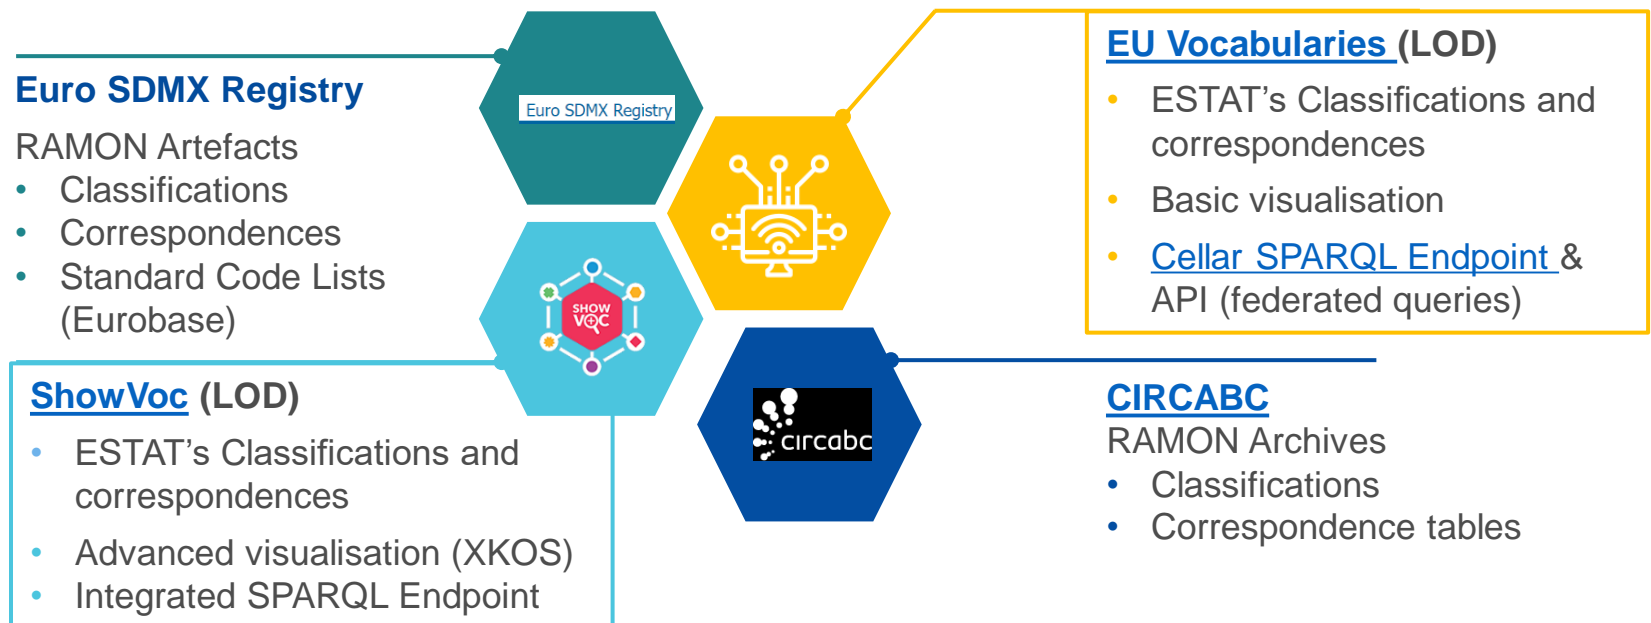 Euro SDMX Registry
RAMON Artefacts
• Classifications
• Correspondences
• Standard Code Lists
(Eurobase)
Euro SDMX Registry
EU Vocabularies (LOD)
• ESTAT's Classifications and
correspondences
• Basic visualisation
• Cellar SPARQL Endpoint &
API (federated queries)
SHOW
VOC
ShowVoc (LOD)
• ESTAT's Classifications and
correspondences
• Advanced visualisation (XKOS)
• Integrated SPARQL Endpoint
circabc
CIRCABC
RAMON Archives
• Classifications
• Correspondence tables